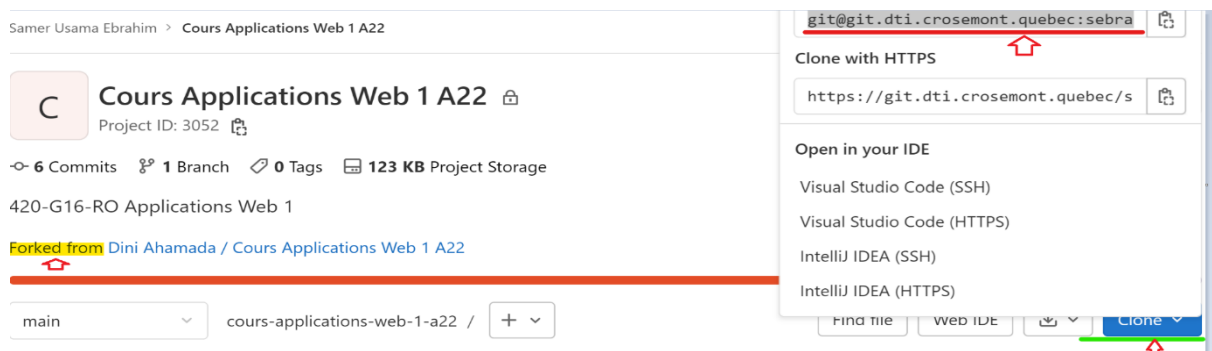 Samer Usama Ebrahim > Cours Applications Web 1 A22
C
Cours Applications Web 1 A22
Project ID: 3052
6 Commits 1 Branch 0 Tags 123 KB Project Storage
420-G16-RO Applications Web 1
Forked from Dini Ahamada / Cours Applications Web 1 A22
main
cours-applications-web-1-a22 /
git@git.dti.crosemont.quebec:sebra
Clone with HTTPS
https://git.dti.crosemont.quebec/s
Open in your IDE
Visual Studio Code (SSH)
Visual Studio Code (HTTPS)
IntelliJ IDEA (SSH)
IntelliJ IDEA (HTTPS)
Find file
Web IDE
Clone